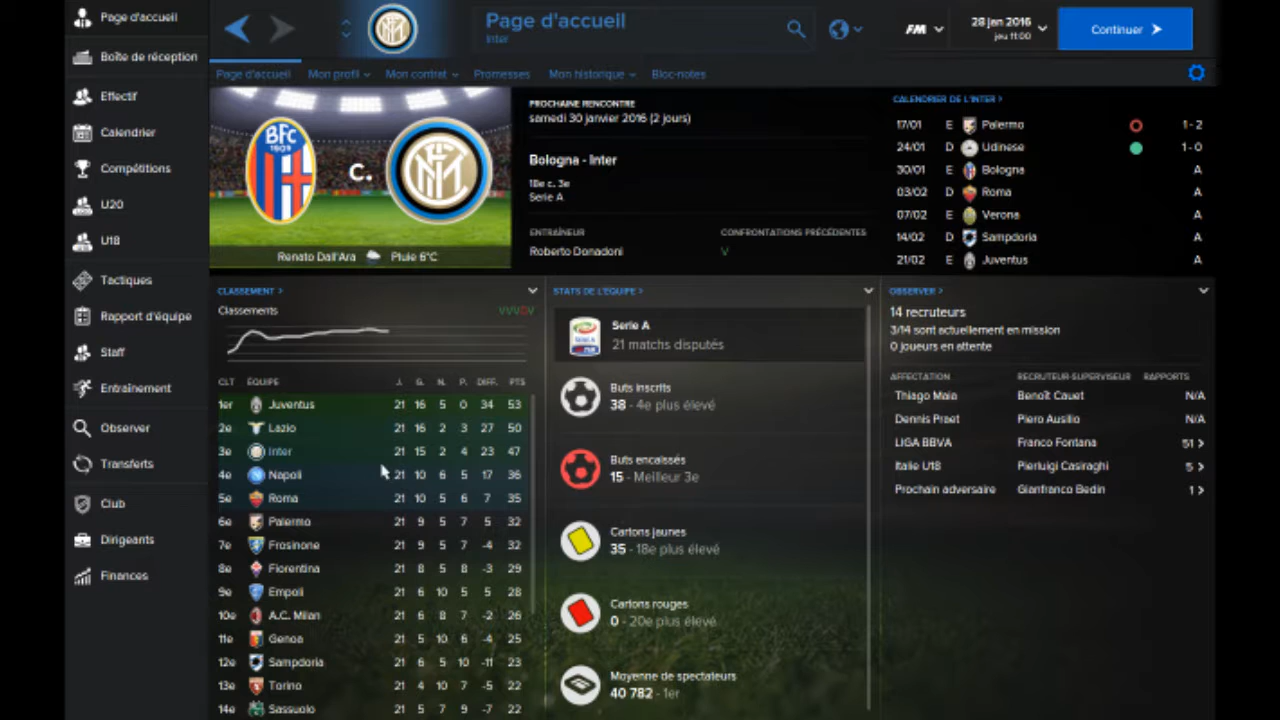 Page d'accueil
Boîte de réception
Effectif
Calendrier
Compétitions
U20
U18
Tactiques
Rapport d'équipe
Staff
Entraînement
Observer
Transferts
Club
Dirigeants
Finances
Page d'accueil
Inter
FM
28 jan 2016
jeu 11:00
Continuer
Page d'accueil Mon profil Mon contrat Promesses Mon historique Bloc-notes
BFC
1909
c.
Renato Dall'Ara Pluie 6°C
PROCHAINE RENCONTRE
samedi 30 janvier 2016 (2 jours)
Bologna - Inter
18e c. 3e
Serie A
ENTRAÎNEUR CONFRONTATIONS PRÉCÉDENTES
Roberto Donadoni V
CALENDRIER DE L'INTER >
17/01 E Palermo 1 - 2
24/01 D Udinese 1 - 0
30/01 E Bologna A
03/02 D Roma A
07/02 E Verona A
14/02 D Sampdoria A
21/02 E Juventus A
CLASSEMENT >
Classements VVVDV
CLT ÉQUIPE J. G. N. P. DIFF. PTS
1er Juventus 21 16 5 0 34 53
2e Lazio 21 16 2 3 27 50
3e Inter 21 15 2 4 23 47
4e Napoli 21 10 6 5 17 36
5e Roma 21 10 5 6 7 35
6e Palermo 21 9 5 7 5 32
7e Frosinone 21 9 5 7 -4 32
8e Fiorentina 21 8 5 8 -3 29
9e Empoli 21 6 10 5 5 28
10e A.C. Milan 21 6 8 7 -2 26
11e Genoa 21 5 10 6 -4 25
12e Sampdoria 21 6 5 10 -11 23
13e Torino 21 4 10 7 -5 22
14e Sassuolo 21 5 7 9 -7 22
STATS DE L'ÉQUIPE >
Serie A
21 matchs disputés
Buts inscrits
38 - 4e plus élevé
Buts encaissés
15 - Meilleur 3e
Cartons jaunes
35 - 18e plus élevé
Cartons rouges
0 - 20e plus élevé
Moyenne de spectateurs
40 782 - 1er
OBSERVER >
14 recruteurs
3/14 sont actuellement en mission
0 joueurs en attente
AFFECTATION RECRUTEUR-SUPERVISEUR RAPPORTS
Thiago Maia Benoît Cauet N/A
Dennis Praet Piero Ausilio N/A
LIGA BBVA Franco Fontana 51 >
Italie U18 Pierluigi Casiraghi 5 >
Prochain adversaire Gianfranco Bedin 1 >